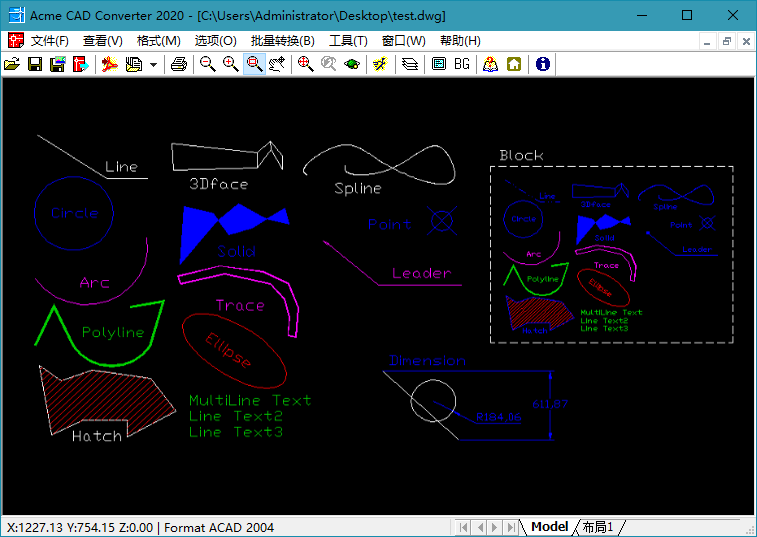 Acme CAD Converter 2020 - [C:\Users\Administrator\Desktop\test.dwg]
文件(F) 查看(V) 格式(M) 选项(O) 批量转换(B) 工具(T) 窗口(W) 帮助(H)
BG
Line
3Dface
Spline
Block
Circle
Solid
Point
Arc
Trace
Leader
Polyline
Ellipse
Dimension
MultiLine Text
Line Text2
Line Text3
Hatch
R184.06
611.87
Line
3Dface
Spline
Circle
Solid
Point
Arc
Trace
Leader
Polyline
Ellipse
MultiLine Text
Line Text2
Line Text3
Hatch
X:1227.13 Y:754.15 Z:0.00 | Format ACAD 2004
Model 布局1